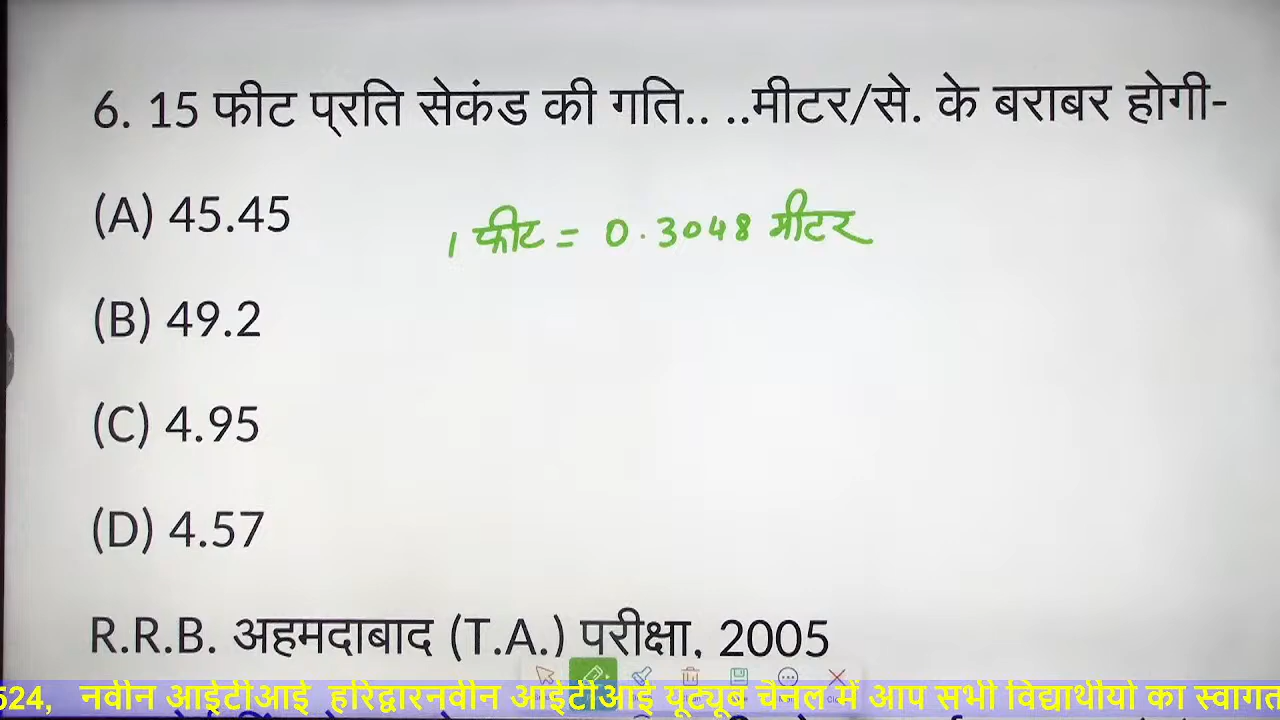 6. 15 फीट प्रति सेकंड की गति.. ..मीटर/से. के बराबर होगी-
(A) 45.45
1 फीट = 0.3048 मीटर
(B) 49.2
(C) 4.95
(D) 4.57
R.R.B. अहमदाबाद (T.A.) परीक्षा, 2005
524, नवीन आईटीआई हरिद्वारनवीन आईटीआई यूट्यूब चैनल में आप सभी विद्यार्थीयो का स्वागत